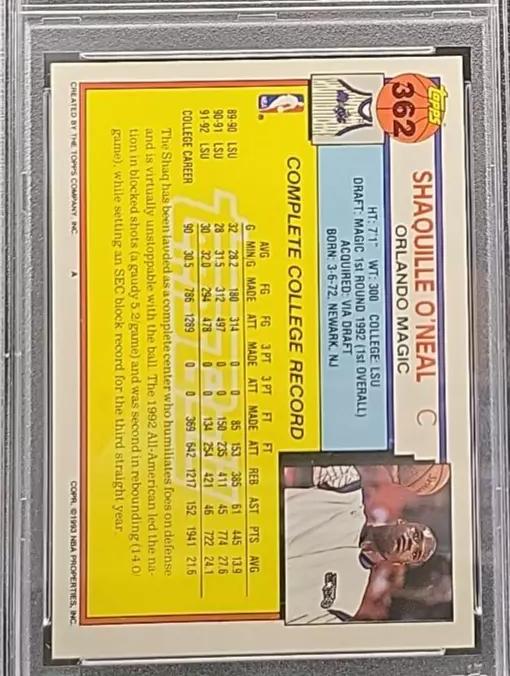 Topps
362
SHAQUILLE O'NEAL C
ORLANDO MAGIC
HT: 7'1" WT: 300 COLLEGE: LSU
DRAFT: MAGIC 1ST ROUND 1992 (1ST OVERALL)
ACQUIRED: VIA DRAFT
BORN: 3-6-72, NEWARK, NJ
COMPLETE COLLEGE RECORD
AVG FG FG 3 PT 3 PT FT FT
G MIN/G MADE ATT MADE ATT MADE ATT REB AST PTS AVG
89-90 LSU 32 28.2 180 314 0 0 85 153 385 61 445 13.9
90-91 LSU 28 31.5 312 497 0 0 150 235 411 45 774 27.6
91-92 LSU 30 32.0 294 478 0 0 134 254 421 46 722 24.1
COLLEGE CAREER 90 30.5 786 1289 0 0 369 642 1217 152 1941 21.6
The Shaq has been lauded as a complete center who humiliates foes on defense
and is virtually unstoppable with the ball. The 1992 All-American led the na-
tion in blocked shots (a gaudy 5.2/game) and was second in rebounding (14.0/
game), while setting an SEC block record for the third straight year.
CREATED BY THE TOPPS COMPANY, INC. A COPR. ©1993 NBA PROPERTIES, INC.